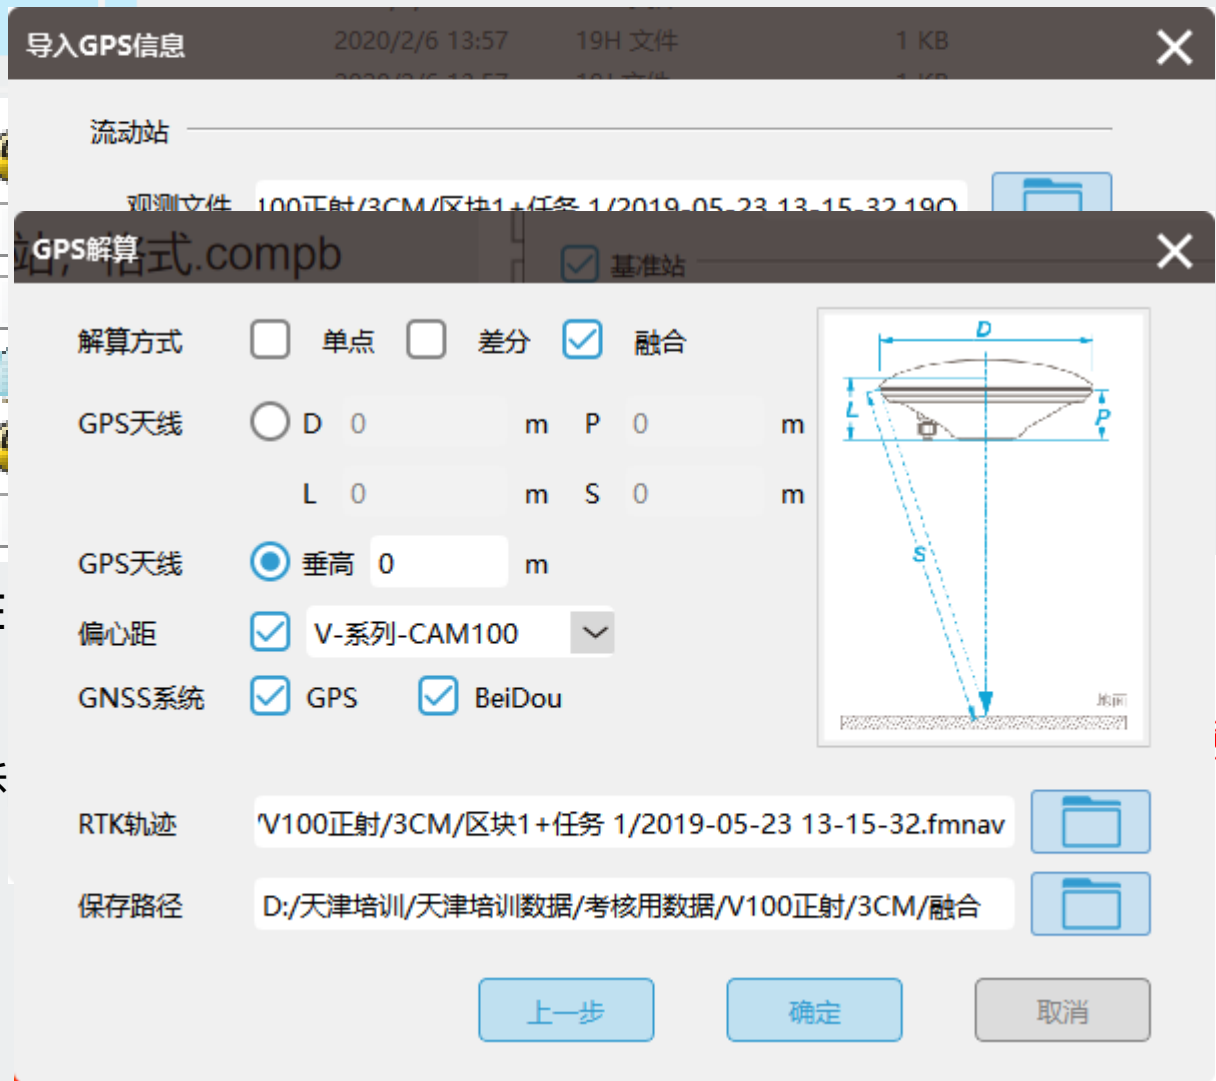 导入GPS信息
2020/2/6 13:57 19H 文件 1 KB
流动站
观测文件 100正射/3CM/区块1+任务 1/2019-05-23 13-15-32.19O
GPS解算
站，格式.compb
基准站
解算方式 单点 差分 融合
GPS天线 D 0 m P 0 m
L 0 m S 0 m
GPS天线 垂高 0 m
偏心距 V-系列-CAM100
GNSS系统 GPS BeiDou
D
L
P
S
地面
RTK轨迹 V100正射/3CM/区块1+任务 1/2019-05-23 13-15-32.fmnav
保存路径 D:/天津培训/天津培训数据/考核用数据/V100正射/3CM/融合
上一步 确定 取消